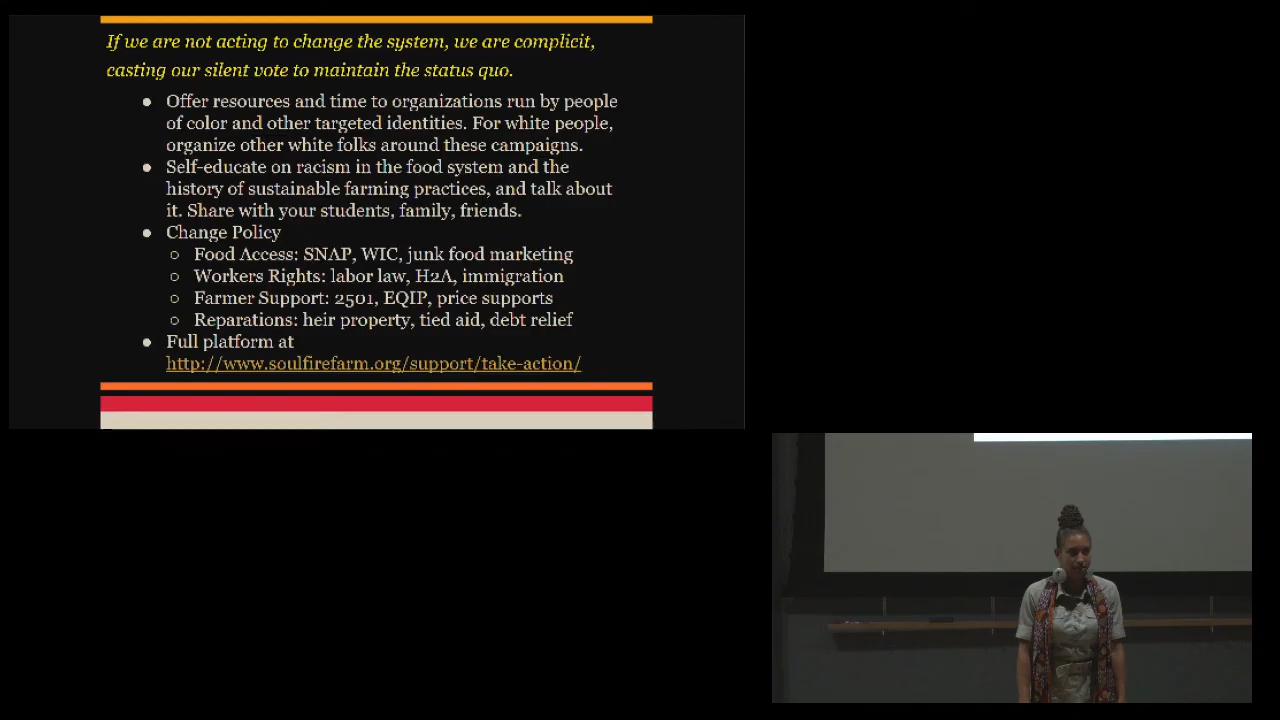 If we are not acting to change the system, we are complicit,
casting our silent vote to maintain the status quo.
● Offer resources and time to organizations run by people
of color and other targeted identities. For white people,
organize other white folks around these campaigns.
● Self-educate on racism in the food system and the
history of sustainable farming practices, and talk about
it. Share with your students, family, friends.
● Change Policy
○ Food Access: SNAP, WIC, junk food marketing
○ Workers Rights: labor law, H2A, immigration
○ Farmer Support: 2501, EQIP, price supports
○ Reparations: heir property, tied aid, debt relief
● Full platform at
http://www.soulfirefarm.org/support/take-action/